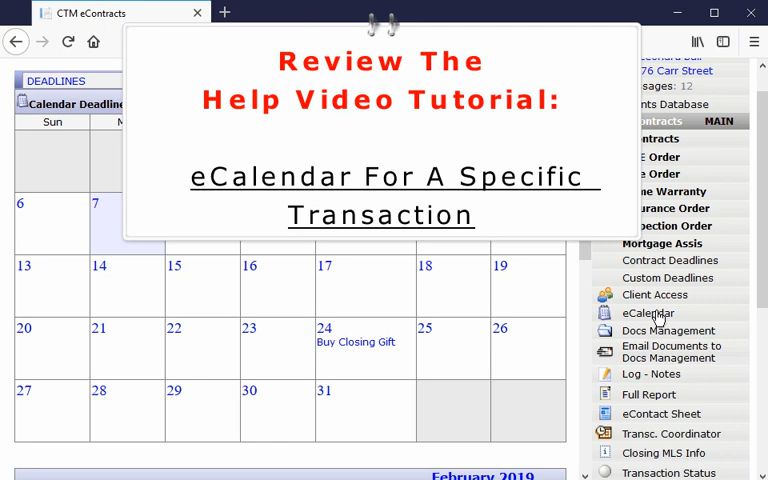 CTM eContracts
Review The
Help Video Tutorial:
eCalendar For A Specific
Transaction
DEADLINES
Calendar Deadline
Sun
6 7
13 14 15 16 17 18 19
20 21 22 23 24 25 26
Buy Closing Gift
27 28 29 30 31
February 2019
76 Carr Street
sages: 12
ents Database
ontracts MAIN
ontracts
E Order
e Order
me Warranty
urance Order
pection Order
Mortgage Assis
Contract Deadlines
Custom Deadlines
Client Access
eCalendar
Docs Management
Email Documents to
Docs Management
Log - Notes
Full Report
eContact Sheet
Transc. Coordinator
Closing MLS Info
Transaction Status